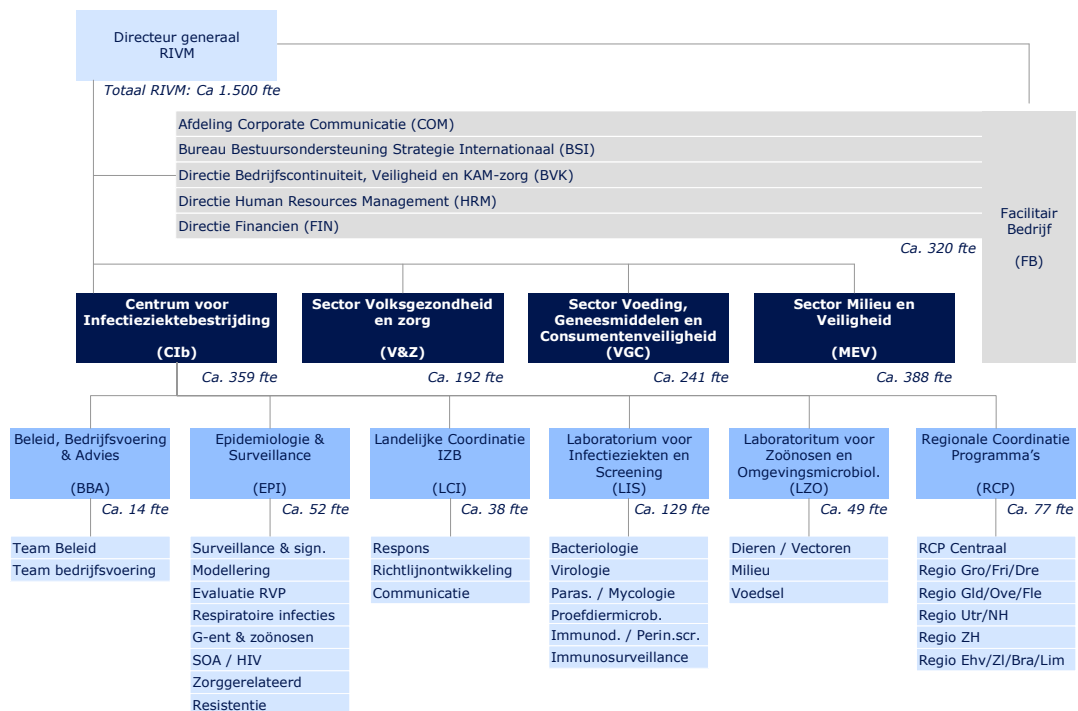 Directeur generaal
RIVM
Totaal RIVM: Ca 1.500 fte
Afdeling Corporate Communicatie (COM)
Bureau Bestuursondersteuning Strategie Internationaal (BSI)
Directie Bedrijfscontinuiteit, Veiligheid en KAM-zorg (BVK)
Directie Human Resources Management (HRM)
Directie Financien (FIN)
Ca. 320 fte
Facilitair
Bedrijf
(FB)
Centrum voor
Infectieziektebestrijding
(CIb)
Ca. 359 fte
Sector Volksgezondheid
en zorg
(V&Z)
Ca. 192 fte
Sector Voeding,
Geneesmiddelen en
Consumentenveiligheid
(VGC)
Ca. 241 fte
Sector Milieu en
Veiligheid
(MEV)
Ca. 388 fte
Beleid, Bedrijfsvoering
& Advies
(BBA)
Ca. 14 fte
Team Beleid
Team bedrijfsvoering
Epidemiologie &
Surveillance
(EPI)
Ca. 52 fte
Surveillance & sign.
Modellering
Evaluatie RVP
Respiratoire infecties
G-ent & zoönosen
SOA / HIV
Zorggerelateerd
Resistentie
Landelijke Coordinatie
IZB
(LCI)
Ca. 38 fte
Respons
Richtlijnontwikkeling
Communicatie
Laboratorium voor
Infectieziekten en
Screening
(LIS)
Ca. 129 fte
Bacteriologie
Virologie
Paras. / Mycologie
Proefdiermicrob.
Immunod. / Perin.scr.
Immunosurveillance
Laboratoritum voor
Zoönosen en
Omgevingsmicrobiol.
(LZO)
Ca. 49 fte
Dieren / Vectoren
Milieu
Voedsel
Regionale Coordinatie
Programma's
(RCP)
Ca. 77 fte
RCP Centraal
Regio Gro/Fri/Dre
Regio Gld/Ove/Fle
Regio Utr/NH
Regio ZH
Regio Ehv/Zl/Bra/Lim